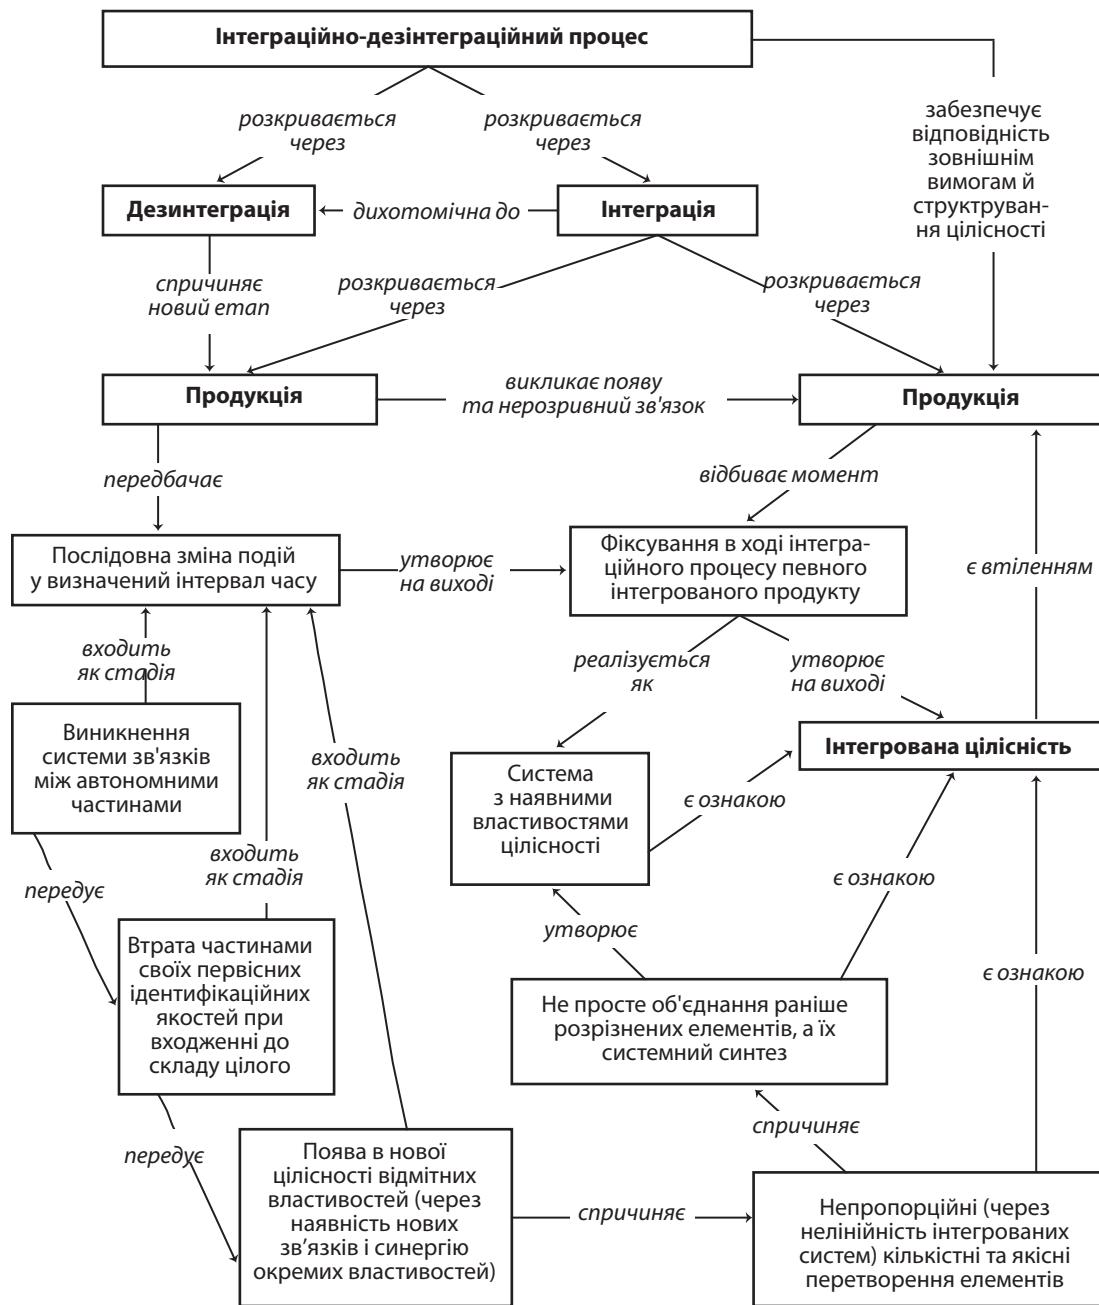 Інтеграційно-дезінтеграційний процес
розкривається
через
розкривається
через
забезпечує
відповідність
зовнішнім
вимогам й
структруван-
ня цілісності
Дезинтеграція
дихотомічна до
Інтеграція
спричиняє
новий етап
розкривається
через
розкривається
через
Продукція
викликає появу
та нерозривний зв'язок
Продукція
передбачає
відбиває момент
Послідовна зміна подій
у визначений інтервал часу
утворює
на виході
Фіксування в ході інтегра-
ційного процесу певного
інтегрованого продукту
є втіленням
входить
як стадія
реалізується
як
утворює
на виході
Виникнення
системи зв'язків
між автономними
частинами
входить
як стадія
Система
з наявними
властивостями
цілісності
є ознакою
Інтегрована цілісність
передує
входить
як стадія
є ознакою
Втрата частинами
своїх первісних
ідентифікаційних
якостей при
входженні до
складу цілого
утворює
є ознакою
Не просте об'єднання раніше
розрізнених елементів, а їх
системний синтез
передує
спричиняє
Поява в нової
цілісності відмітних
властивостей (через
наявність нових
зв’язків і синергію
окремих властивостей)
спричиняє
Непропорційні (через
нелінійність інтегрованих
систем) кількістні та якісні
перетворення елементів